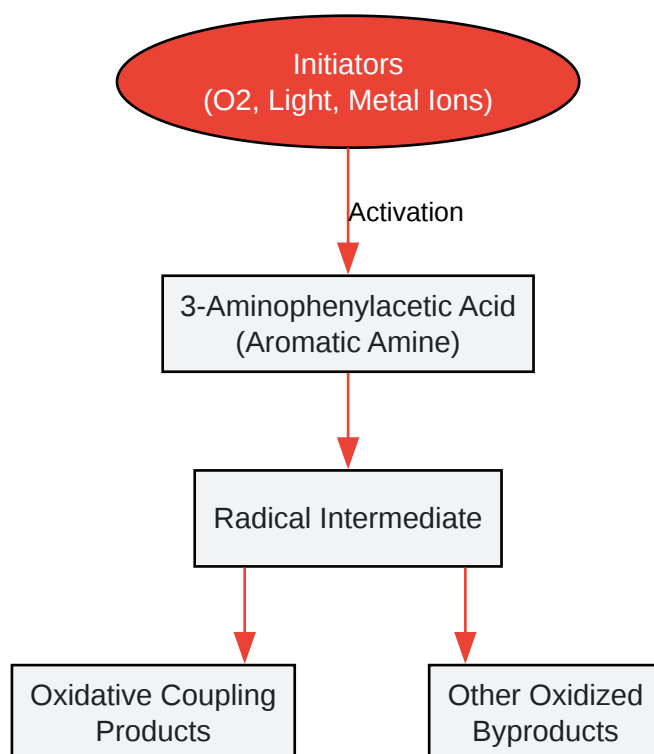 Initiators
(O2, Light, Metal Ions)
Activation
3-Aminophenylacetic Acid
(Aromatic Amine)
Radical Intermediate
Oxidative Coupling
Products
Other Oxidized
Byproducts